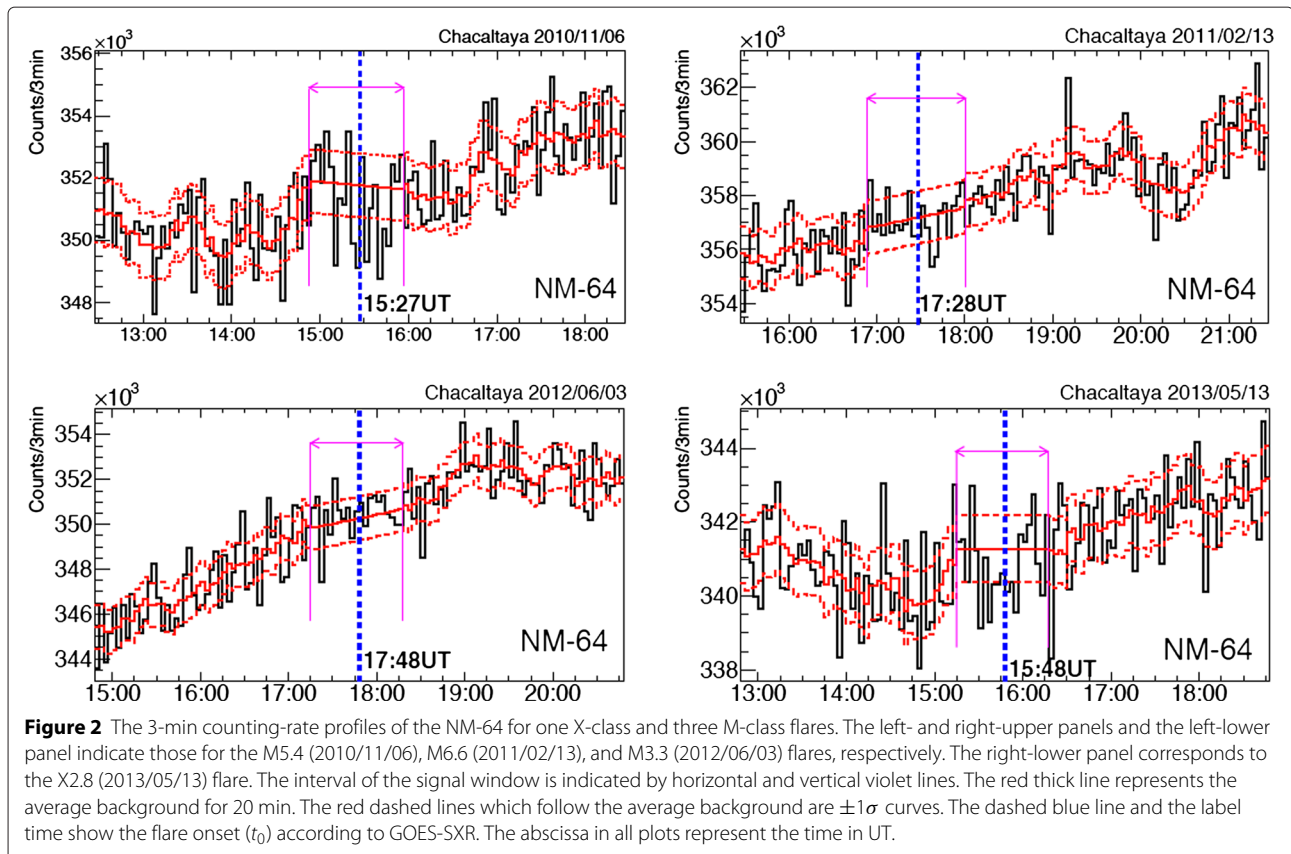 Chacaltaya 2010/11/06
×10³
Counts/3min
356
354
352
350
348
15:27UT
NM-64
13:00 14:00 15:00 16:00 17:00 18:00
Chacaltaya 2011/02/13
×10³
Counts/3min
362
360
358
356
354
17:28UT
NM-64
16:00 17:00 18:00 19:00 20:00 21:00
Chacaltaya 2012/06/03
×10³
Counts/3min
354
352
350
348
346
344
17:48UT
NM-64
15:00 16:00 17:00 18:00 19:00 20:00
Chacaltaya 2013/05/13
×10³
Counts/3min
344
342
340
338
15:48UT
NM-64
13:00 14:00 15:00 16:00 17:00 18:00
Figure 2 The 3-min counting-rate profiles of the NM-64 for one X-class and three M-class flares. The left- and right-upper panels and the left-lower
panel indicate those for the M5.4 (2010/11/06), M6.6 (2011/02/13), and M3.3 (2012/06/03) flares, respectively. The right-lower panel corresponds to
the X2.8 (2013/05/13) flare. The interval of the signal window is indicated by horizontal and vertical violet lines. The red thick line represents the
average background for 20 min. The red dashed lines which follow the average background are ±1σ curves. The dashed blue line and the label
time show the flare onset (t₀) according to GOES-SXR. The abscissa in all plots represent the time in UT.